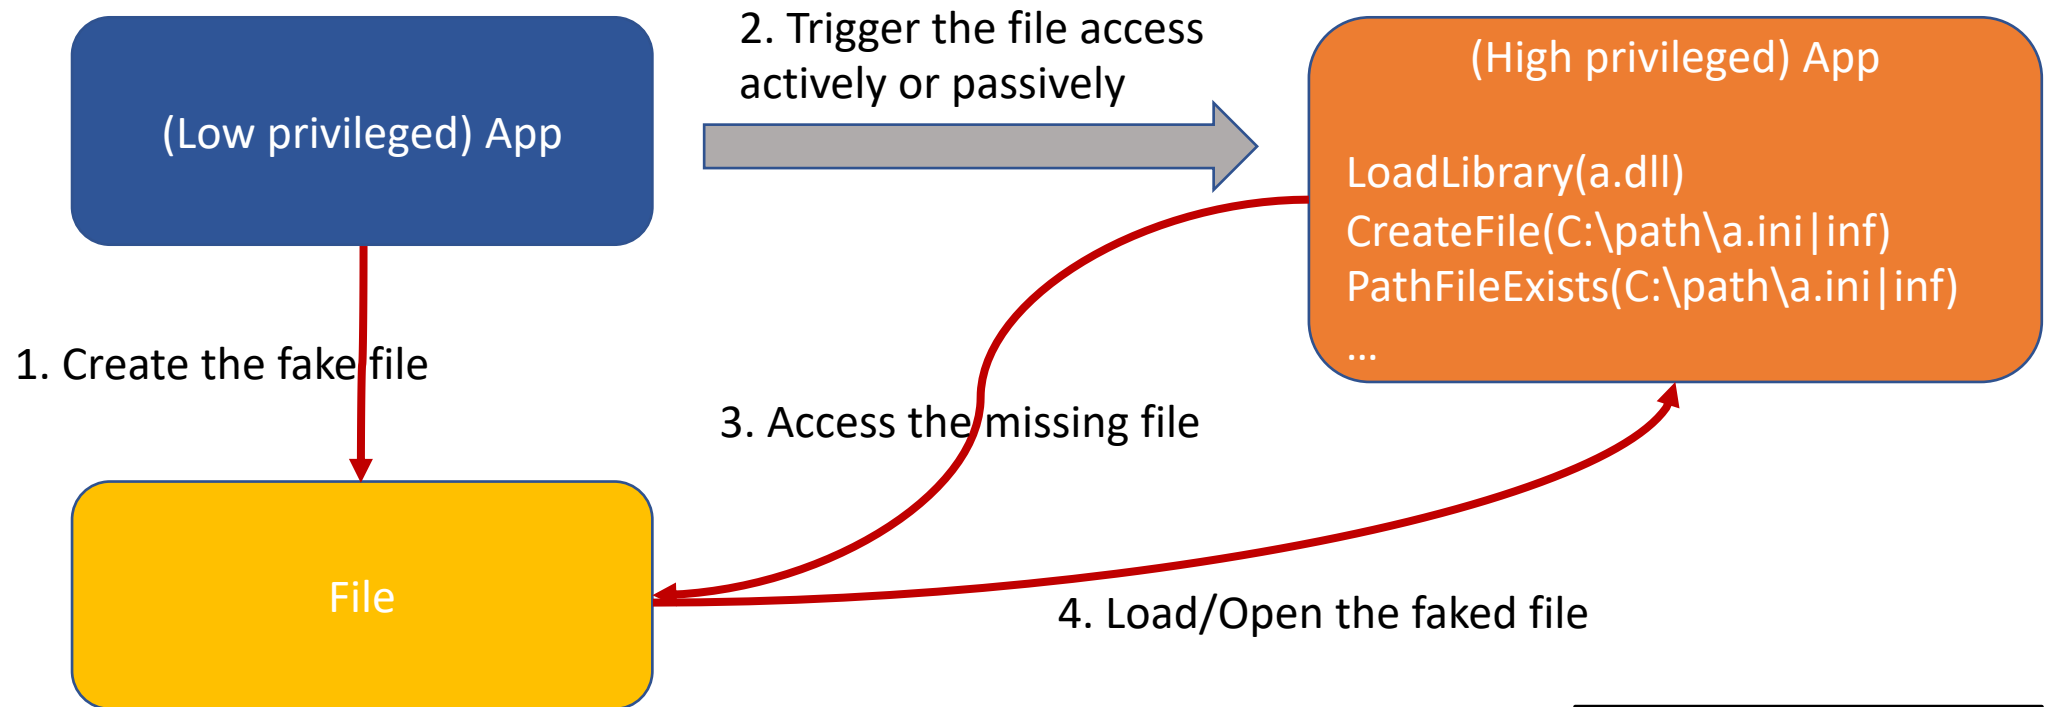 2. Trigger the file access
actively or passively
(Low privileged) App
(High privileged) App
LoadLibrary(a.dll)
CreateFile(C:\path\a.ini|inf)
PathFileExists(C:\path\a.ini|inf)
...
1. Create the fake file
3. Access the missing file
File
4. Load/Open the faked file